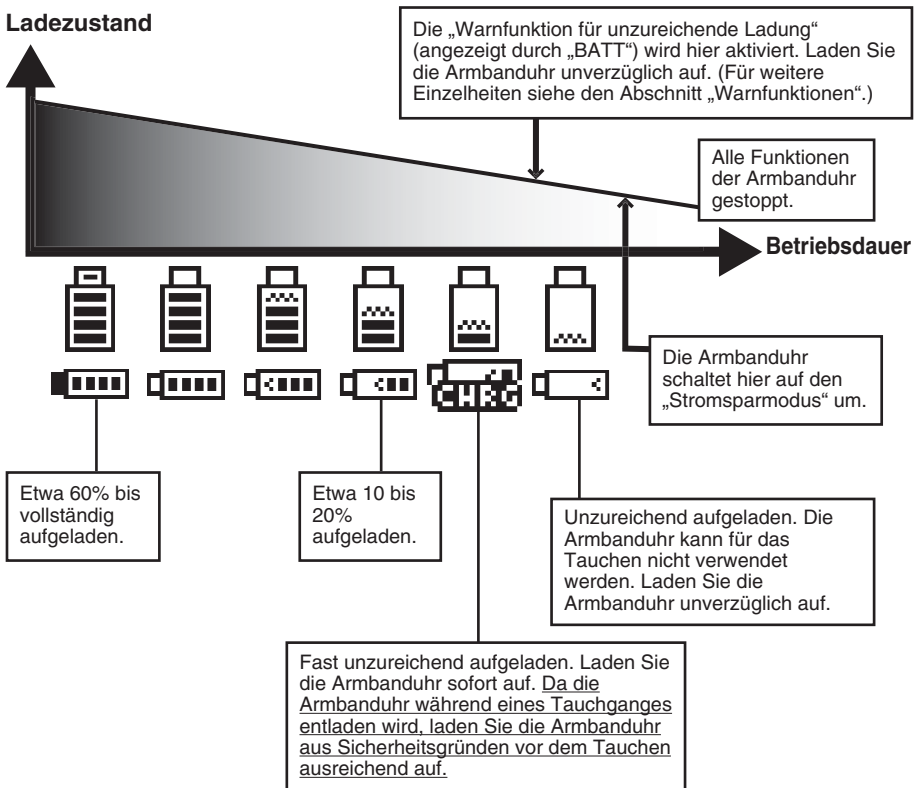 Ladezustand
Die „Warnfunktion für unzureichende Ladung“
(angezeigt durch „BATT“) wird hier aktiviert. Laden Sie
die Armbanduhr unverzüglich auf. (Für weitere
Einzelheiten siehe den Abschnitt „Warnfunktionen“.)
Alle Funktionen
der Armbanduhr
gestoppt.
Betriebsdauer
Die Armbanduhr
schaltet hier auf den
„Stromsparmodus“ um.
CHRG
Etwa 60% bis
vollständig
aufgeladen.
Etwa 10 bis
20%
aufgeladen.
Unzureichend aufgeladen. Die
Armbanduhr kann für das
Tauchen nicht verwendet
werden. Laden Sie die
Armbanduhr unverzüglich auf.
Fast unzureichend aufgeladen. Laden Sie
die Armbanduhr sofort auf. Da die
Armbanduhr während eines Tauchganges
entladen wird, laden Sie die Armbanduhr
aus Sicherheitsgründen vor dem Tauchen
ausreichend auf.